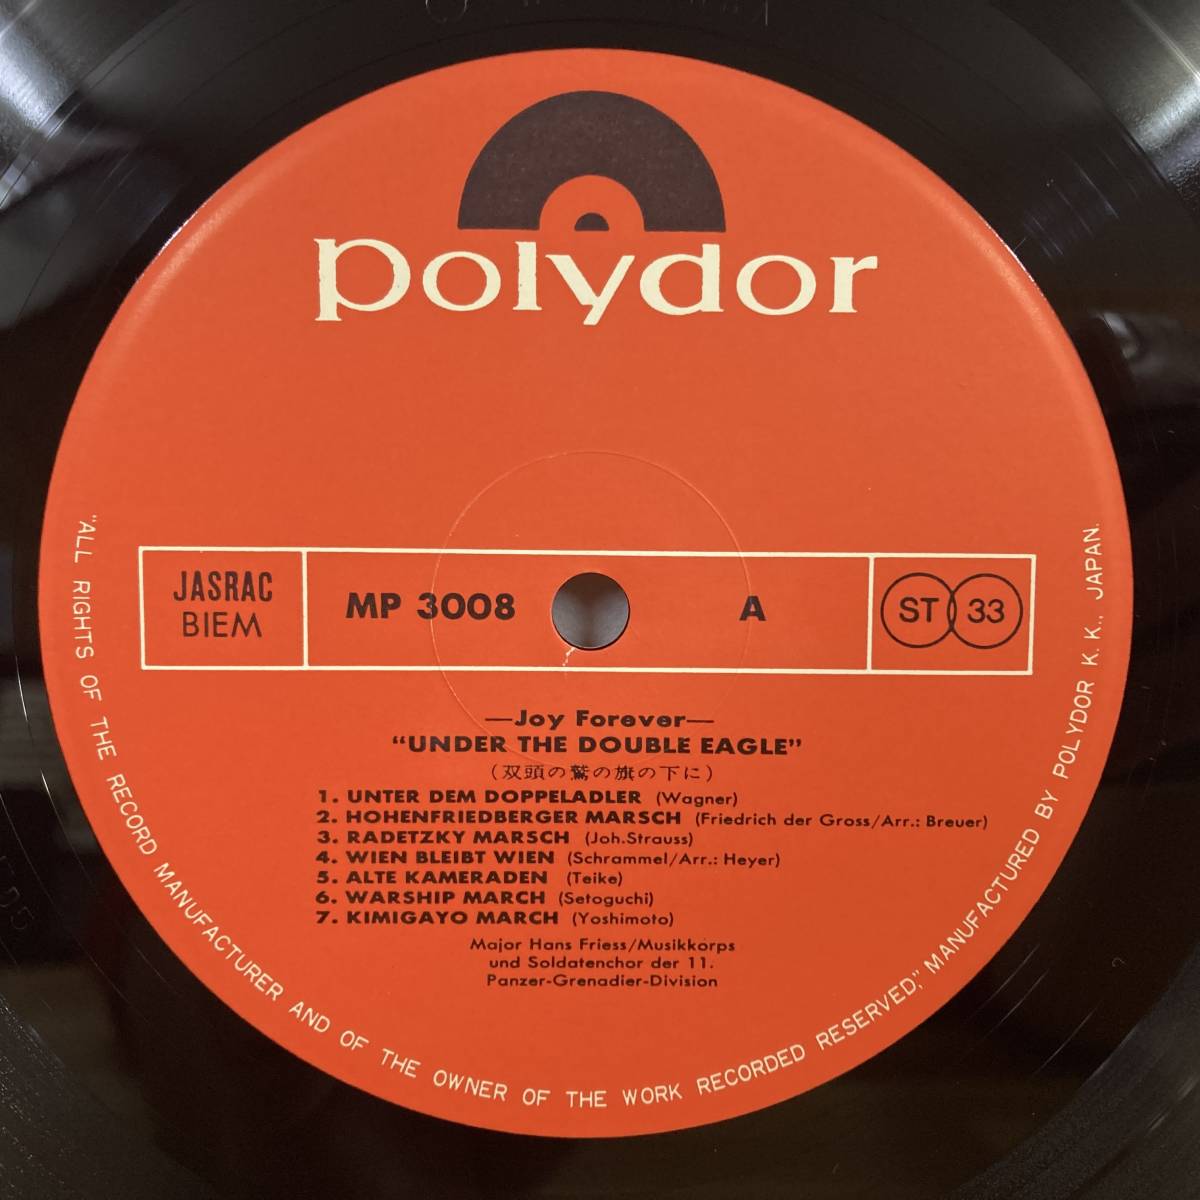 polydor
JASRAC
BIEM
MP 3008
A
ST 33
—Joy Forever—
“UNDER THE DOUBLE EAGLE”
(双頭の鷲の旗の下に)
1. UNTER DEM DOPPELADLER (Wagner)
2. HOHENFRIEDBERGER MARSCH (Friedrich der Gross/Arr.: Breuer)
3. RADETZKY MARSCH (Joh.Strauss)
4. WIEN BLEIBT WIEN (Schrammel/Arr.: Heyer)
5. ALTE KAMERADEN (Teike)
6. WARSHIP MARCH (Setoguchi)
7. KIMIGAYO MARCH (Yoshimoto)
Major Hans Friess/Musikkorps
und Soldatenchor der 11.
Panzer-Grenadier-Division
“ALL RIGHTS OF THE RECORD MANUFACTURER AND OF THE OWNER OF THE WORK RECORDED RESERVED,” MANUFACTURED BY POLYDOR K.K., JAPAN.